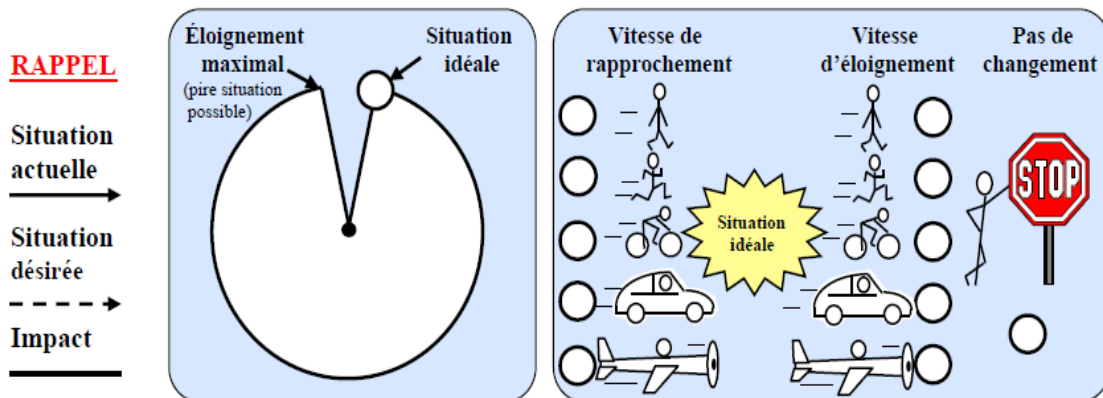 RAPPEL
Situation
actuelle
Situation
désirée
Impact
Éloignement
maximal
(pire situation
possible)
Situation
idéale
Vitesse de
rapprochement
Vitesse
d'éloignement
Pas de
changement
Situation
idéale
STOP